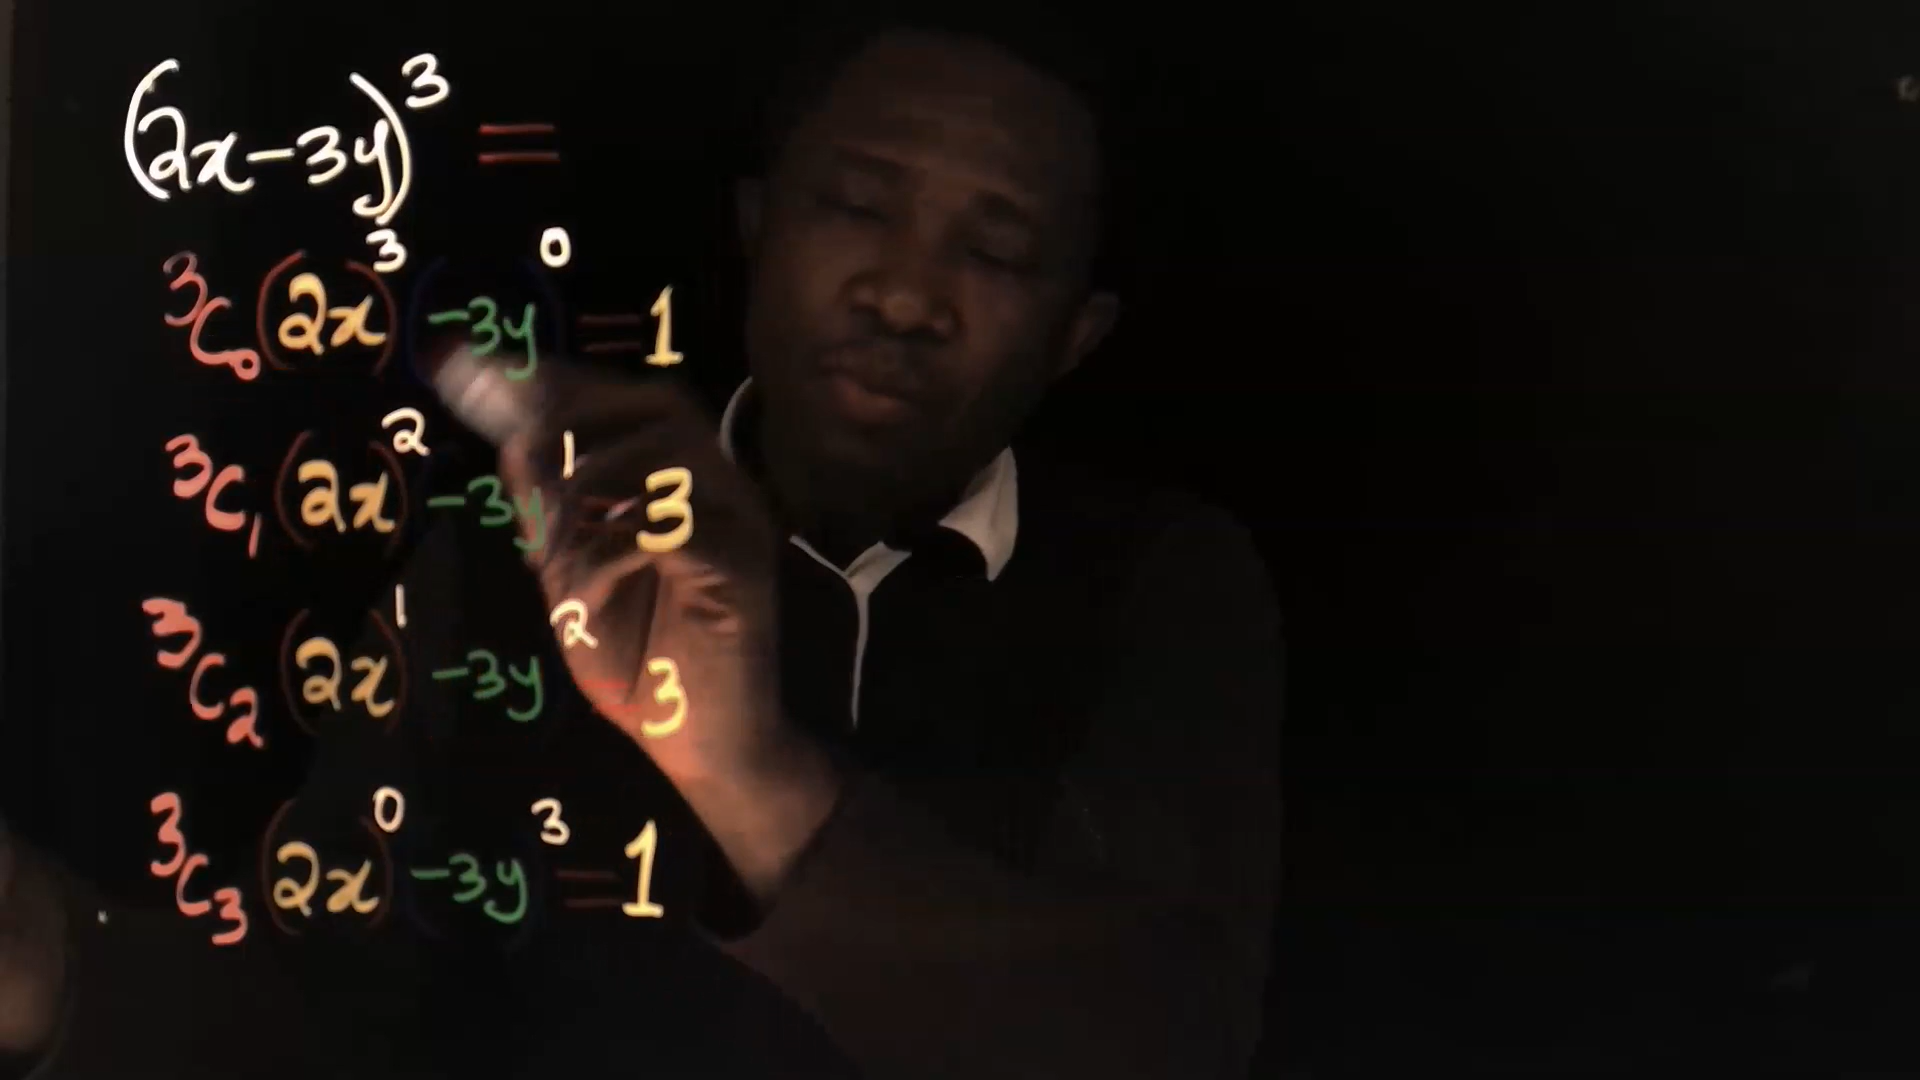 (2x-3y)³ =
³C₀(2x)³(-3y)⁰ = 1
³C₁(2x)²(-3y)¹ = 3
³C₂(2x)¹(-3y)² = 3
³C₃(2x)⁰(-3y)³ = 1